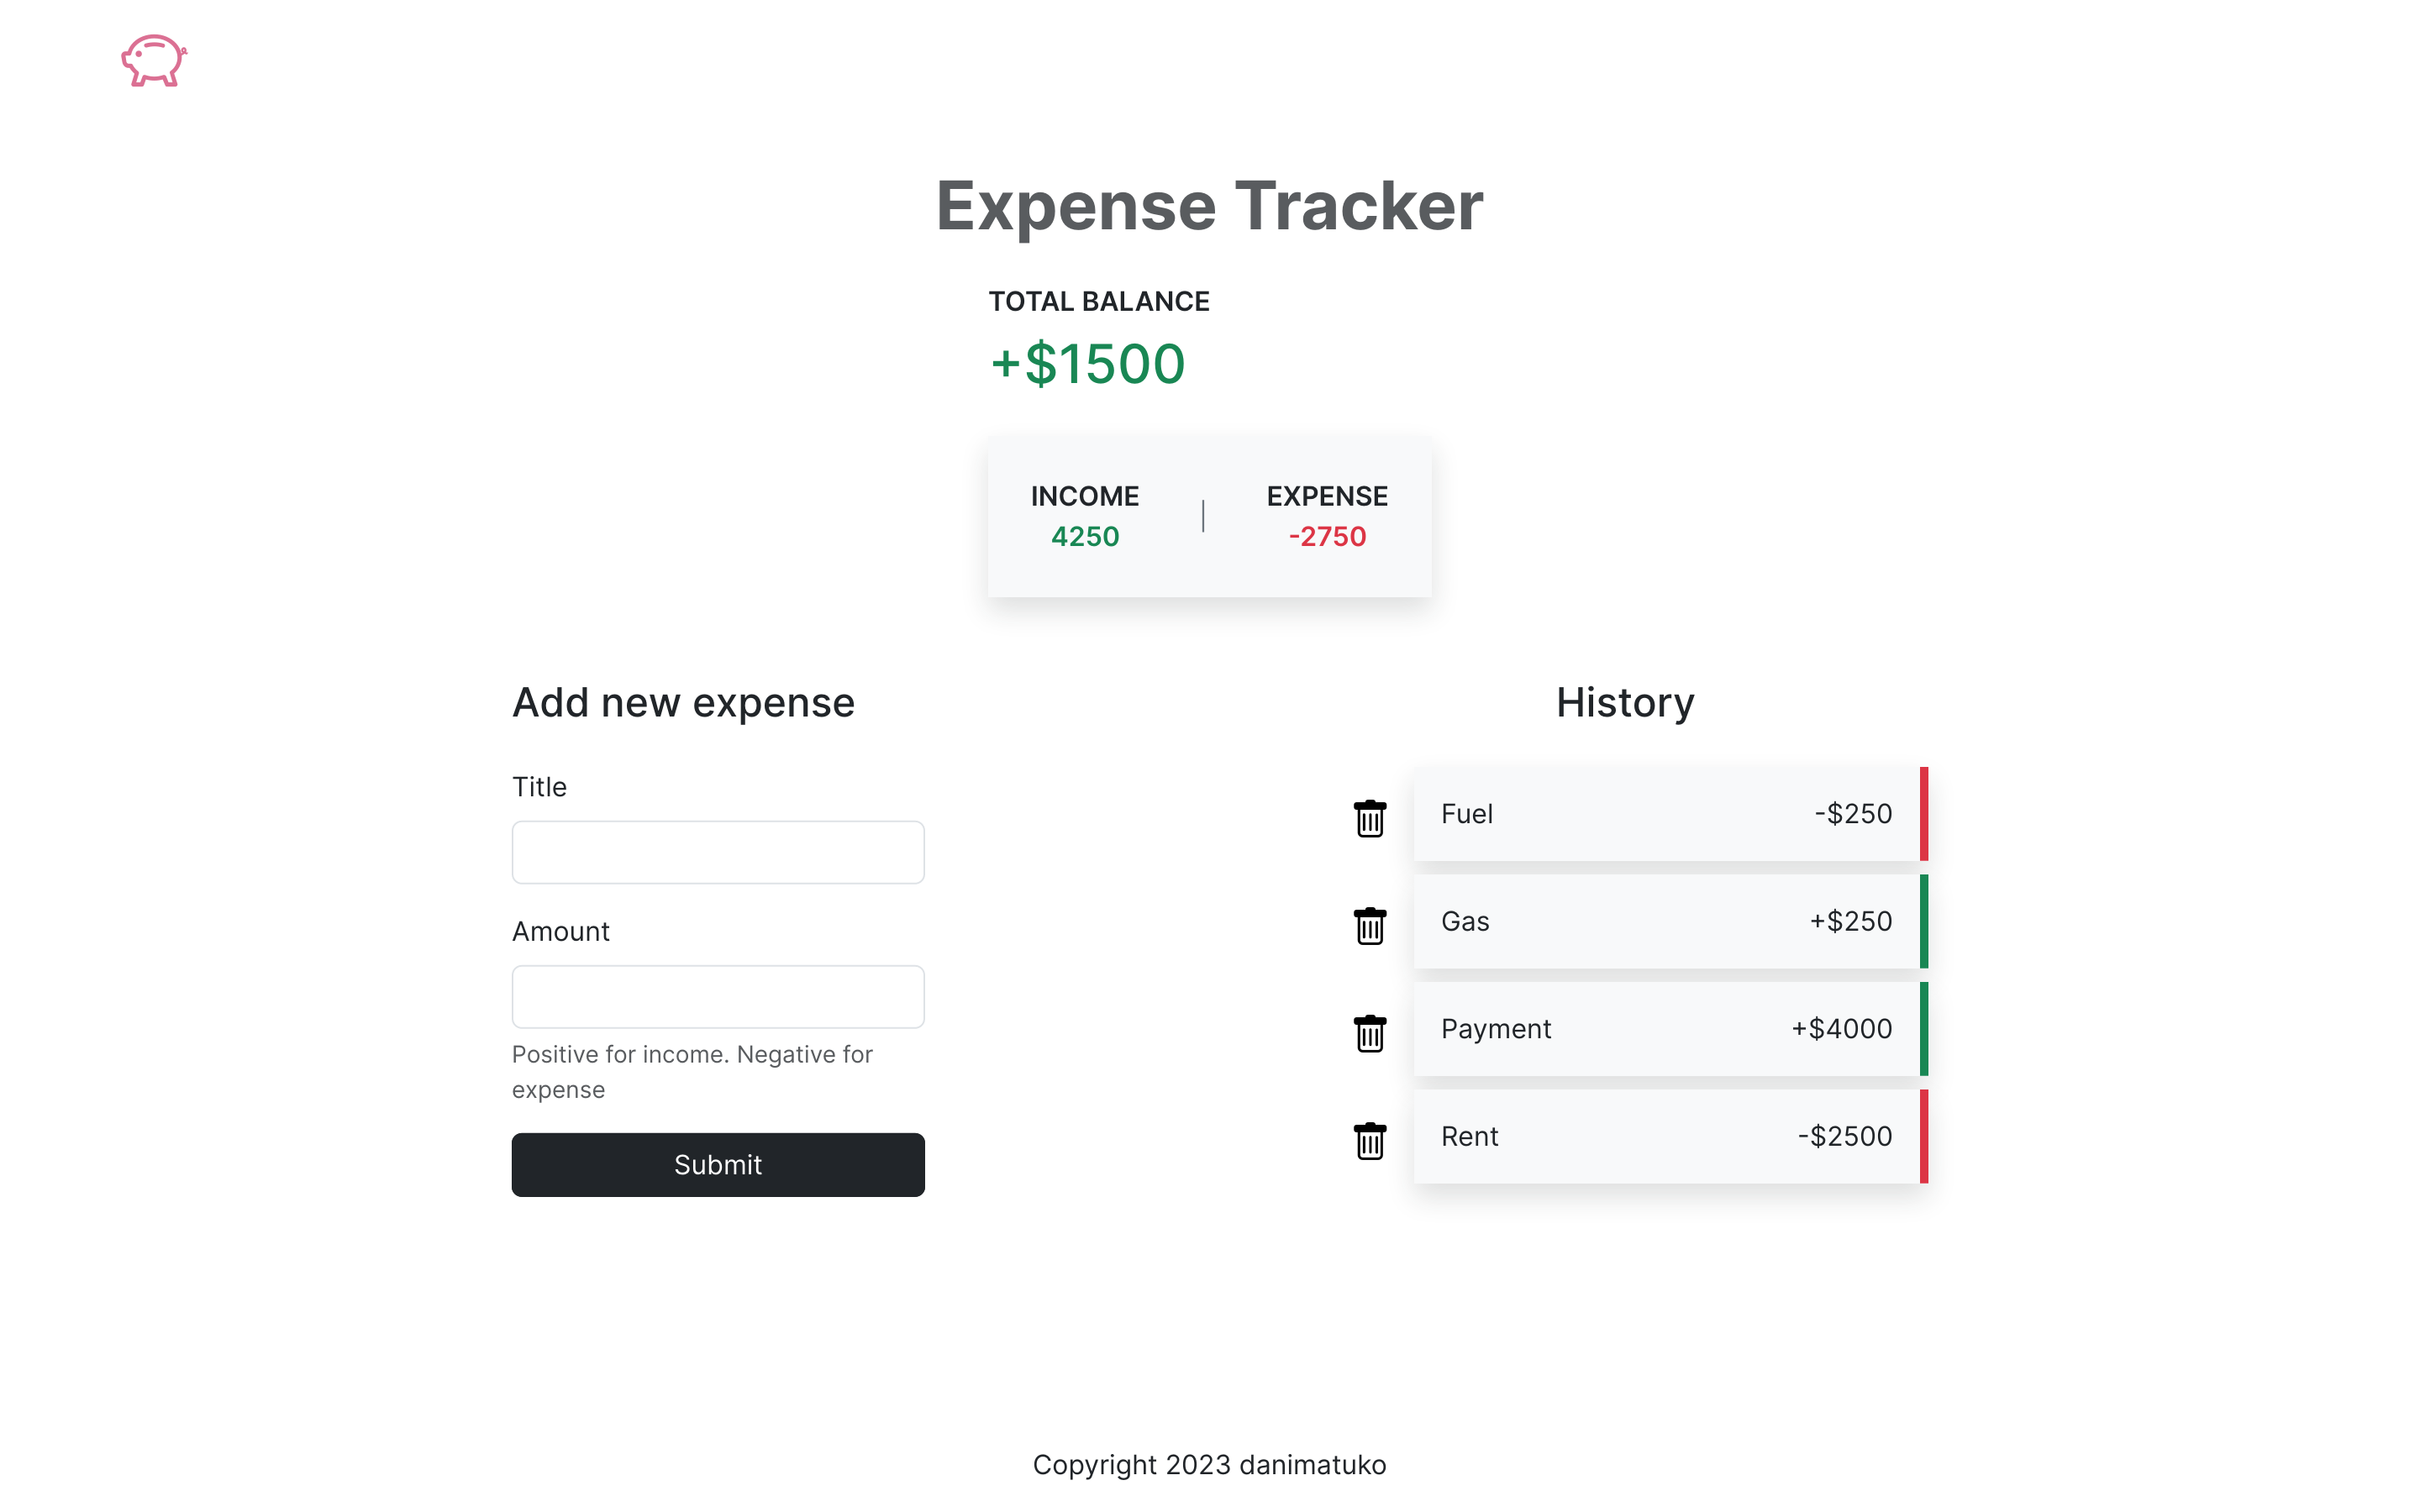 Expense Tracker
TOTAL BALANCE
+$1500
INCOME
4250
EXPENSE
-2750
Add new expense
Title
Amount
Positive for income. Negative for
expense
Submit
History
Fuel -$250
Gas +$250
Payment +$4000
Rent -$2500
Copyright 2023 danimatuko